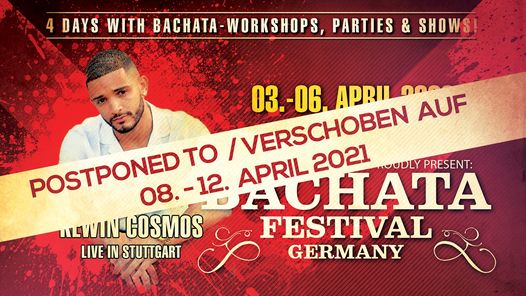 4 DAYS WITH BACHATA-WORKSHOPS, PARTIES & SHOWS!
03.-06. APRIL
POSTPONED TO / VERSCHOBEN AUF
08. - 12. APRIL 2021
PRESENT:
BACHATA
FESTIVAL
GERMANY
KEWIN COSMOS
LIVE IN STUTTGART